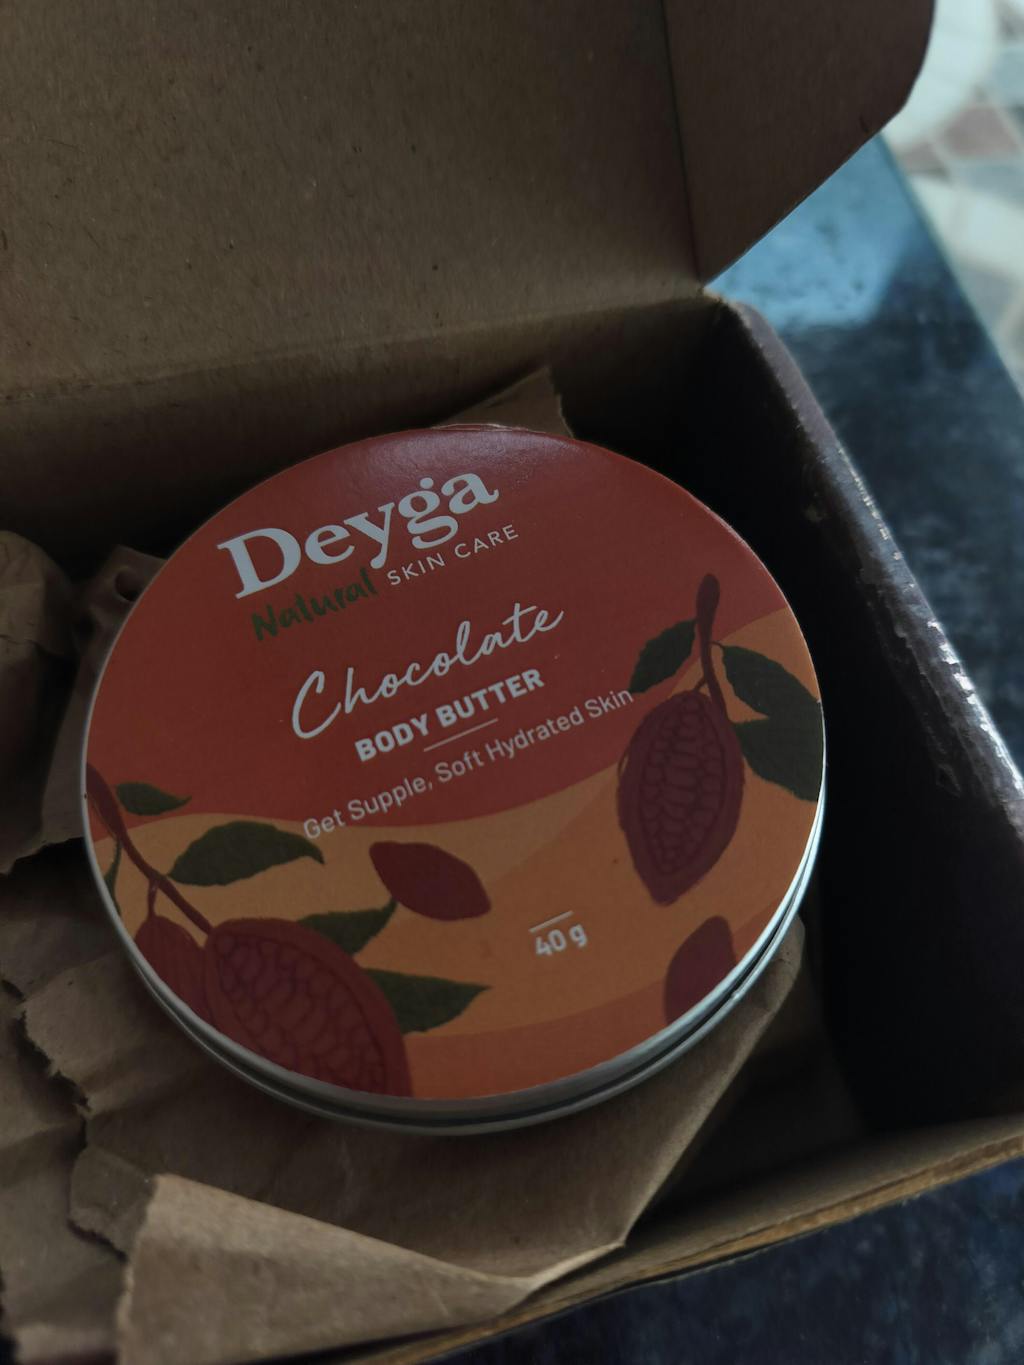 Deyga
Natural SKIN CARE
Chocolate
BODY BUTTER
Get Supple, Soft Hydrated Skin
40 g